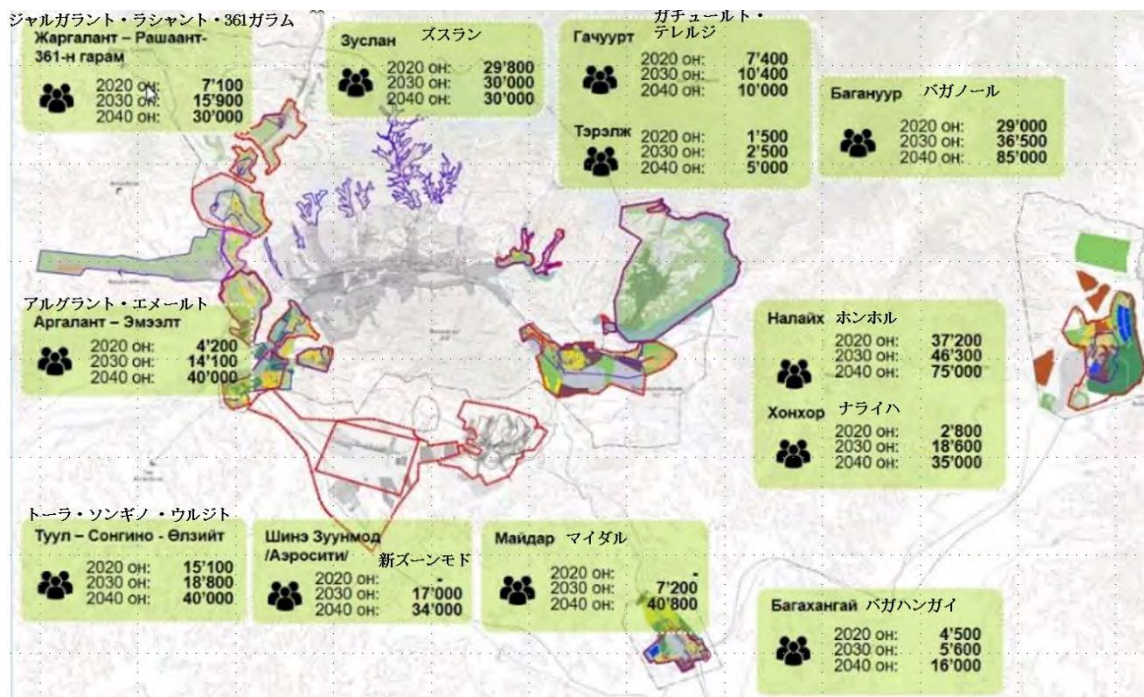 ジャルガラント・ラシャント・361ガラム
Жаргалант – Рашаант-
361-н гарам
2020 он: 7'100
2030 он: 15'900
2040 он: 30'000
Зуслан ズスラン
2020 он: 29'800
2030 он: 30'000
2040 он: 30'000
ガチュールト・
テレルジ
Гачуурт
2020 он: 7'400
2030 он: 10'400
2040 он: 10'000
Тэрэлж
2020 он: 1'500
2030 он: 2'500
2040 он: 5'000
Багануур バガノール
2020 он: 29'000
2030 он: 36'500
2040 он: 85'000
アルグラント・エメールト
Аргалант – Эмээлт
2020 он: 4'200
2030 он: 14'100
2040 он: 40'000
Налайх ホンホル
2020 он: 37'200
2030 он: 46'300
2040 он: 75'000
Хонхор ナライハ
2020 он: 2'800
2030 он: 18'600
2040 он: 35'000
トーラ・ソンギノ・ウルジト
Туул – Сонгино - Өлзийт
2020 он: 15'100
2030 он: 18'800
2040 он: 40'000
Шинэ Зуунмод
/Аэросити/ 新ズーンモド
2020 он: -
2030 он: 17'000
2040 он: 34'000
Майдар マイダル
2020 он: -
2030 он: 7'200
2040 он: 40'800
Багахангай バガハンガイ
2020 он: 4'500
2030 он: 5'600
2040 он: 16'000